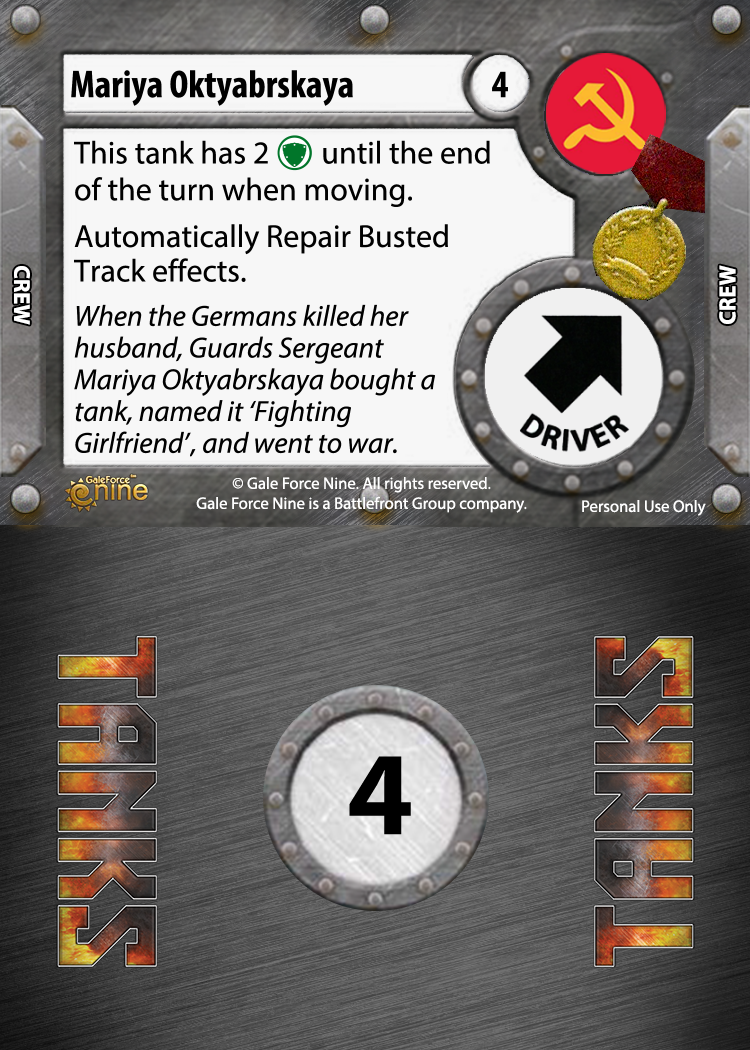 Mariya Oktyabrskaya
4
This tank has 2 until the end
of the turn when moving.
Automatically Repair Busted
Track effects.
When the Germans killed her
husband, Guards Sergeant
Mariya Oktyabrskaya bought a
tank, named it ‘Fighting
Girlfriend’, and went to war.
CREW
CREW
DRIVER
GaleForce™
nine
© Gale Force Nine. All rights reserved.
Gale Force Nine is a Battlefront Group company.
Personal Use Only
TANKS
4
TANKS